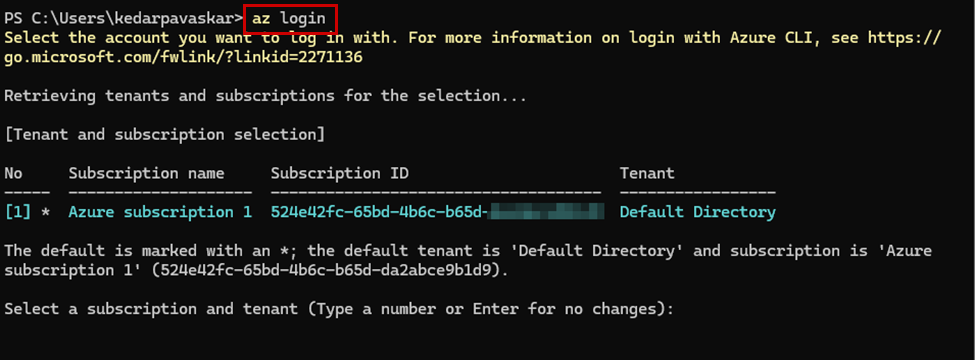 PS C:\Users\kedarpavaskar> az login
Select the account you want to log in with. For more information on login with Azure CLI, see https://
go.microsoft.com/fwlink/?linkid=2271136
Retrieving tenants and subscriptions for the selection...
[Tenant and subscription selection]
No Subscription name Subscription ID Tenant
----- -------------------- ------------------------------------ -----------------
[1] * Azure subscription 1 524e42fc-65bd-4b6c-b65d- Default Directory
The default is marked with an *; the default tenant is 'Default Directory' and subscription is 'Azure
subscription 1' (524e42fc-65bd-4b6c-b65d-da2abce9b1d9).
Select a subscription and tenant (Type a number or Enter for no changes):